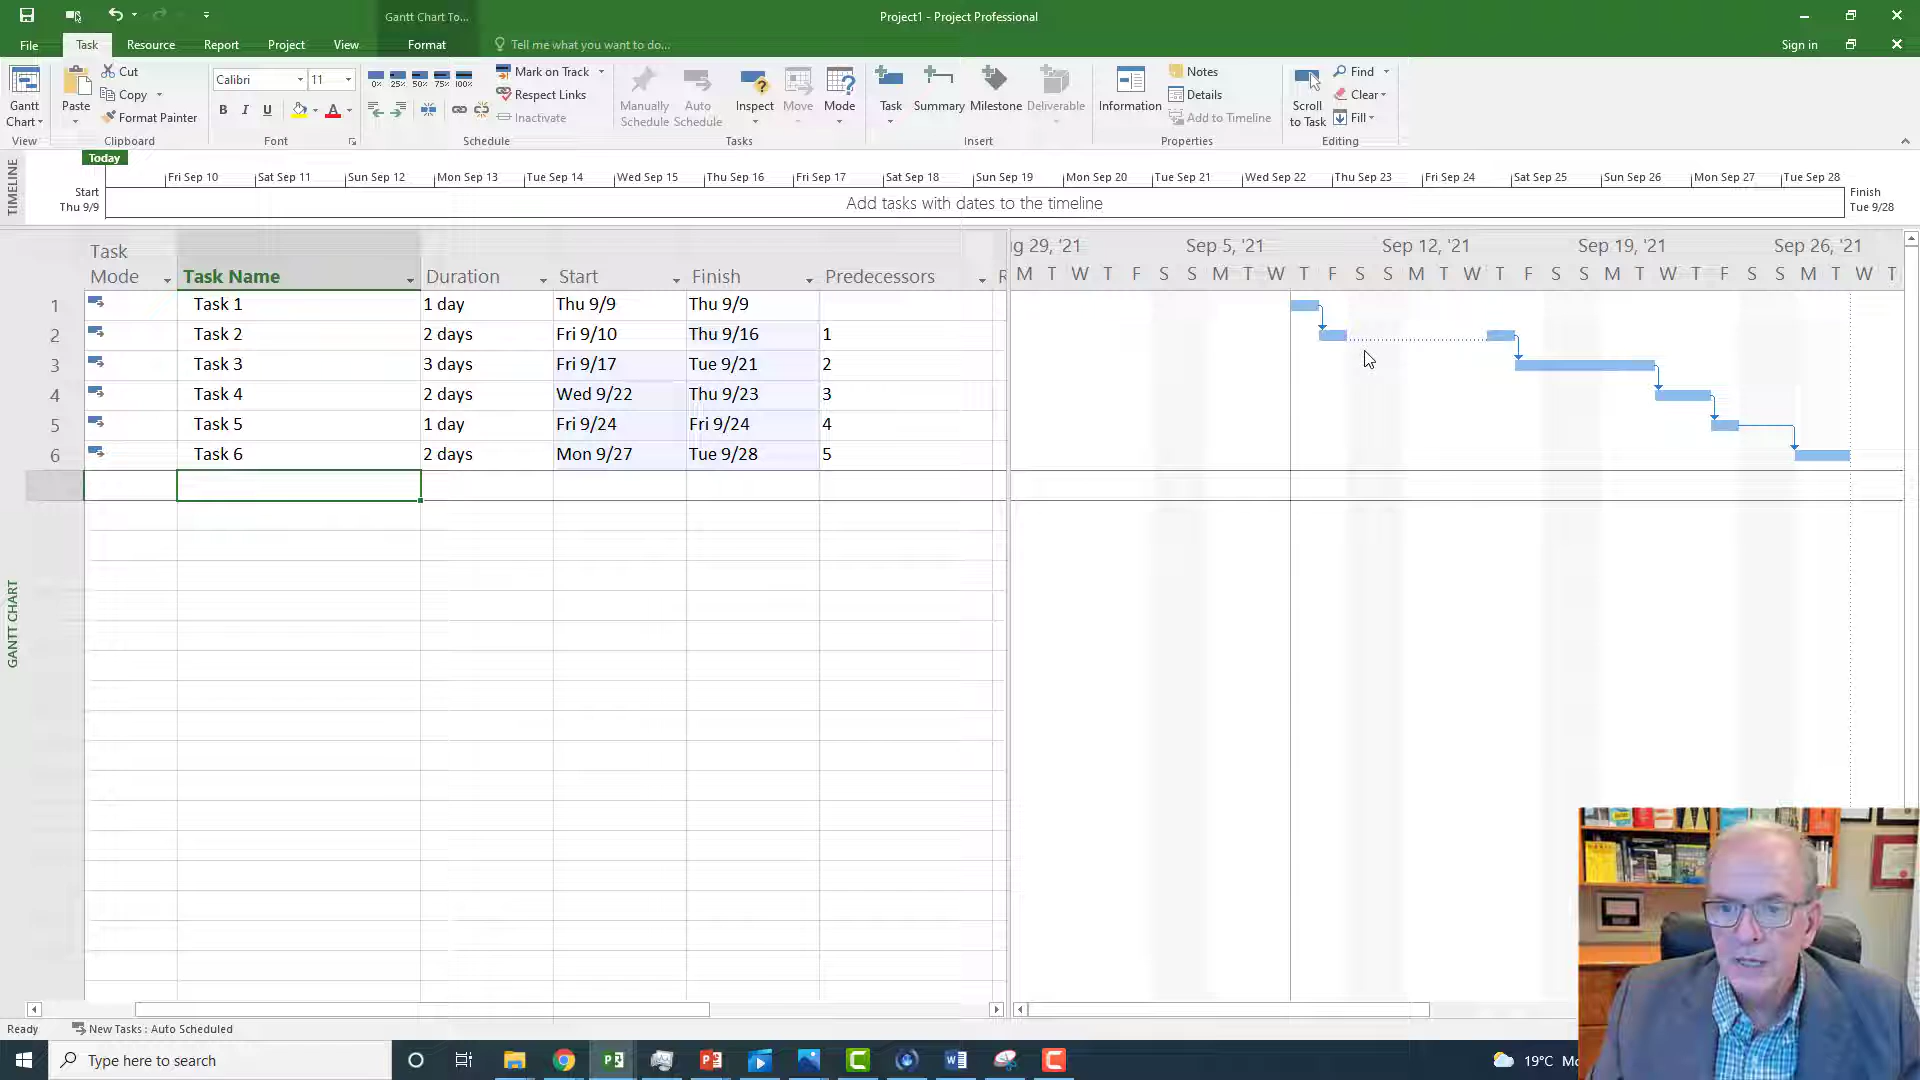 Gantt Chart To...
Project1 - Project Professional
File
Task
Resource
Report
Project
View
Format
Tell me what you want to do...
Sign in
Gantt Chart
View
Paste
Cut
Copy
Format Painter
Clipboard
Calibri
11
B I U
A
Font
0% 25% 50% 75% 100%
Mark on Track
Respect Links
Inactivate
Schedule
Manually Schedule
Auto Schedule
Inspect
Move
Mode
Tasks
Task
Summary
Milestone
Deliverable
Insert
Information
Notes
Details
Add to Timeline
Properties
Scroll to Task
Find
Clear
Fill
Editing
TIMELINE
Today
Start
Thu 9/9
Fri Sep 10 Sat Sep 11 Sun Sep 12 Mon Sep 13 Tue Sep 14 Wed Sep 15 Thu Sep 16 Fri Sep 17 Sat Sep 18 Sun Sep 19 Mon Sep 20 Tue Sep 21 Wed Sep 22 Thu Sep 23 Fri Sep 24 Sat Sep 25 Sun Sep 26 Mon Sep 27 Tue Sep 28
Add tasks with dates to the timeline
Finish
Tue 9/28
Task Mode Task Name Duration Start Finish Predecessors
1 Task 1 1 day Thu 9/9 Thu 9/9
2 Task 2 2 days Fri 9/10 Thu 9/16 1
3 Task 3 3 days Fri 9/17 Tue 9/21 2
4 Task 4 2 days Wed 9/22 Thu 9/23 3
5 Task 5 1 day Fri 9/24 Fri 9/24 4
6 Task 6 2 days Mon 9/27 Tue 9/28 5
29, '21 Sep 5, '21 Sep 12, '21 Sep 19, '21 Sep 26, '21
M T W T F S S M T W T F S S M T W T F S S M T W T F S S M T W T
GANTT CHART
Ready
New Tasks : Auto Scheduled
Type here to search
19°C